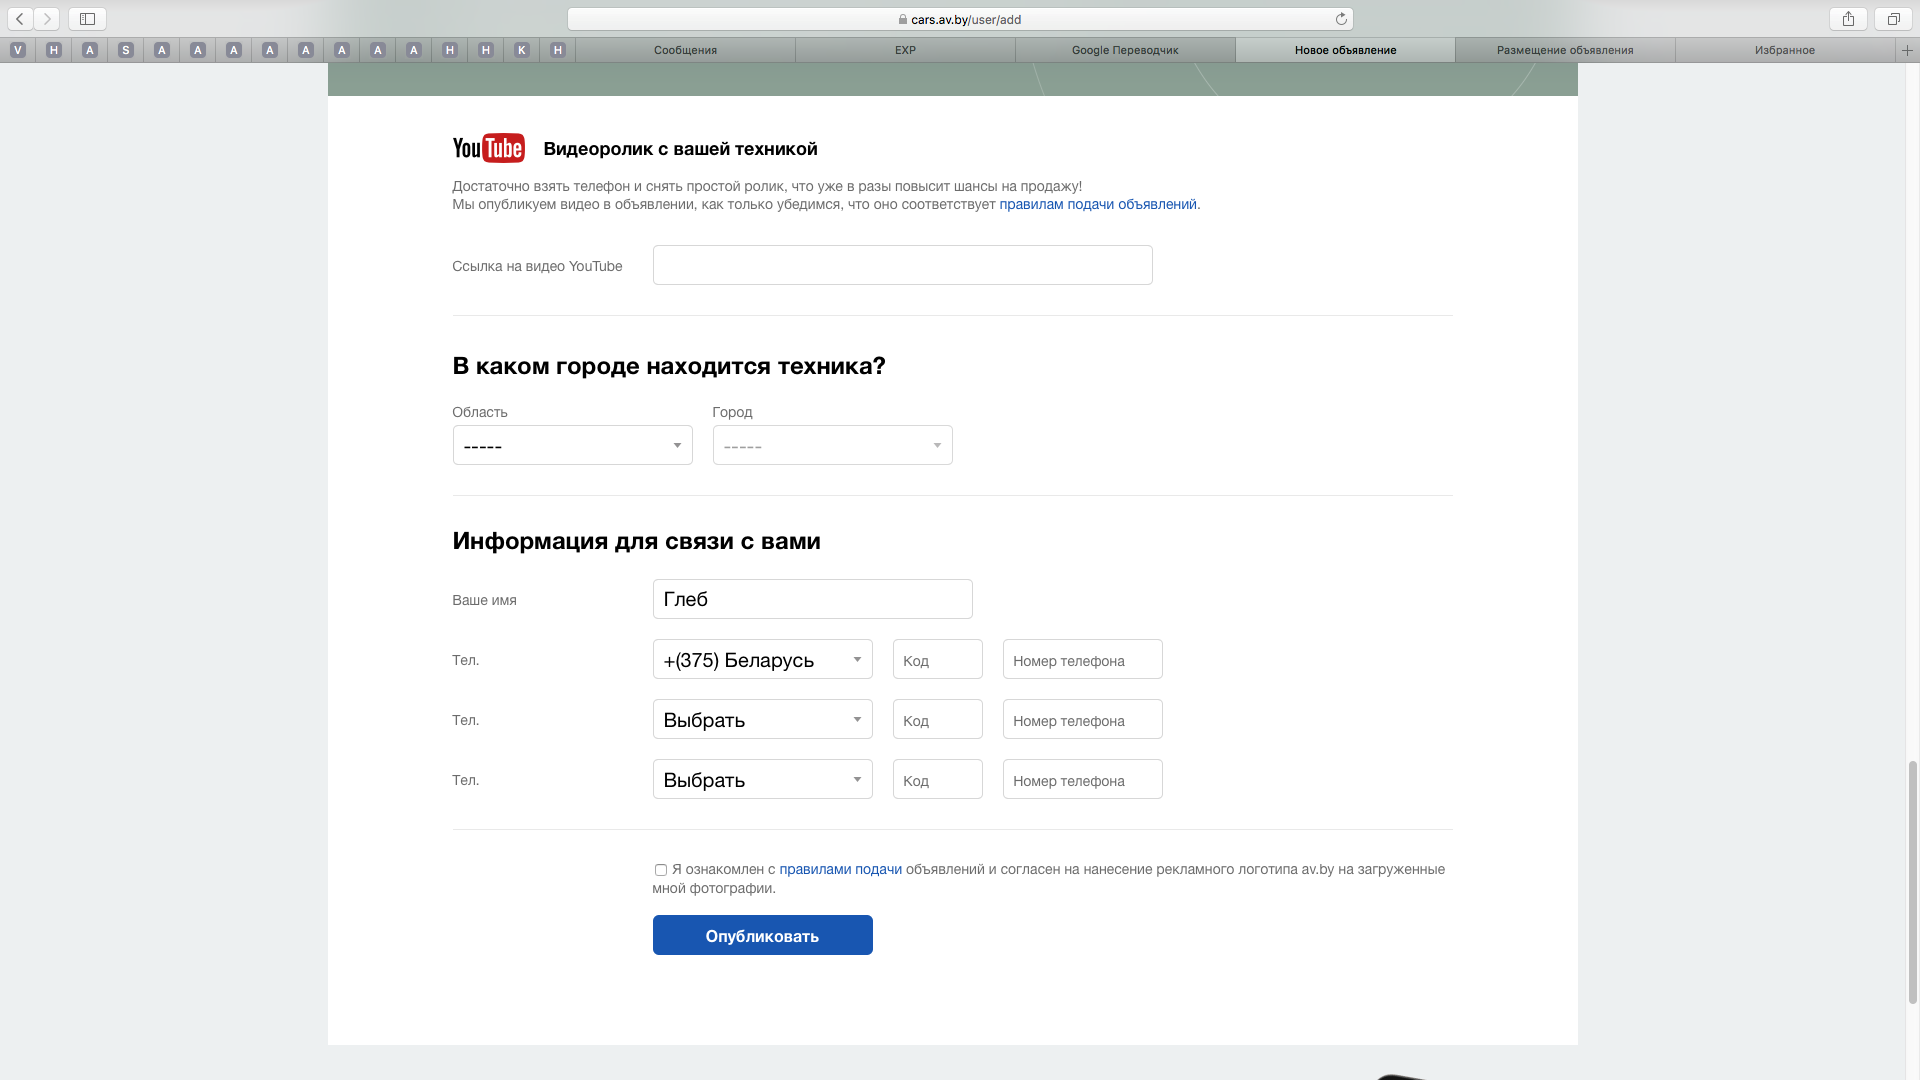 cars.av.by/user/add
V H A S A A A A A A A A H H K H Сообщения EXP Google Переводчик Новое объявление Размещение объявления Избранное
YouTube Видеоролик с вашей техникой
Достаточно взять телефон и снять простой ролик, что уже в разы повысит шансы на продажу!
Мы опубликуем видео в объявлении, как только убедимся, что оно соответствует правилам подачи объявлений.
Ссылка на видео YouTube
В каком городе находится техника?
Область Город
----- -----
Информация для связи с вами
Ваше имя Глеб
Тел. +(375) Беларусь Код Номер телефона
Тел. Выбрать Код Номер телефона
Тел. Выбрать Код Номер телефона
Я ознакомлен с правилами подачи объявлений и согласен на нанесение рекламного логотипа av.by на загруженные
мной фотографии.
Опубликовать